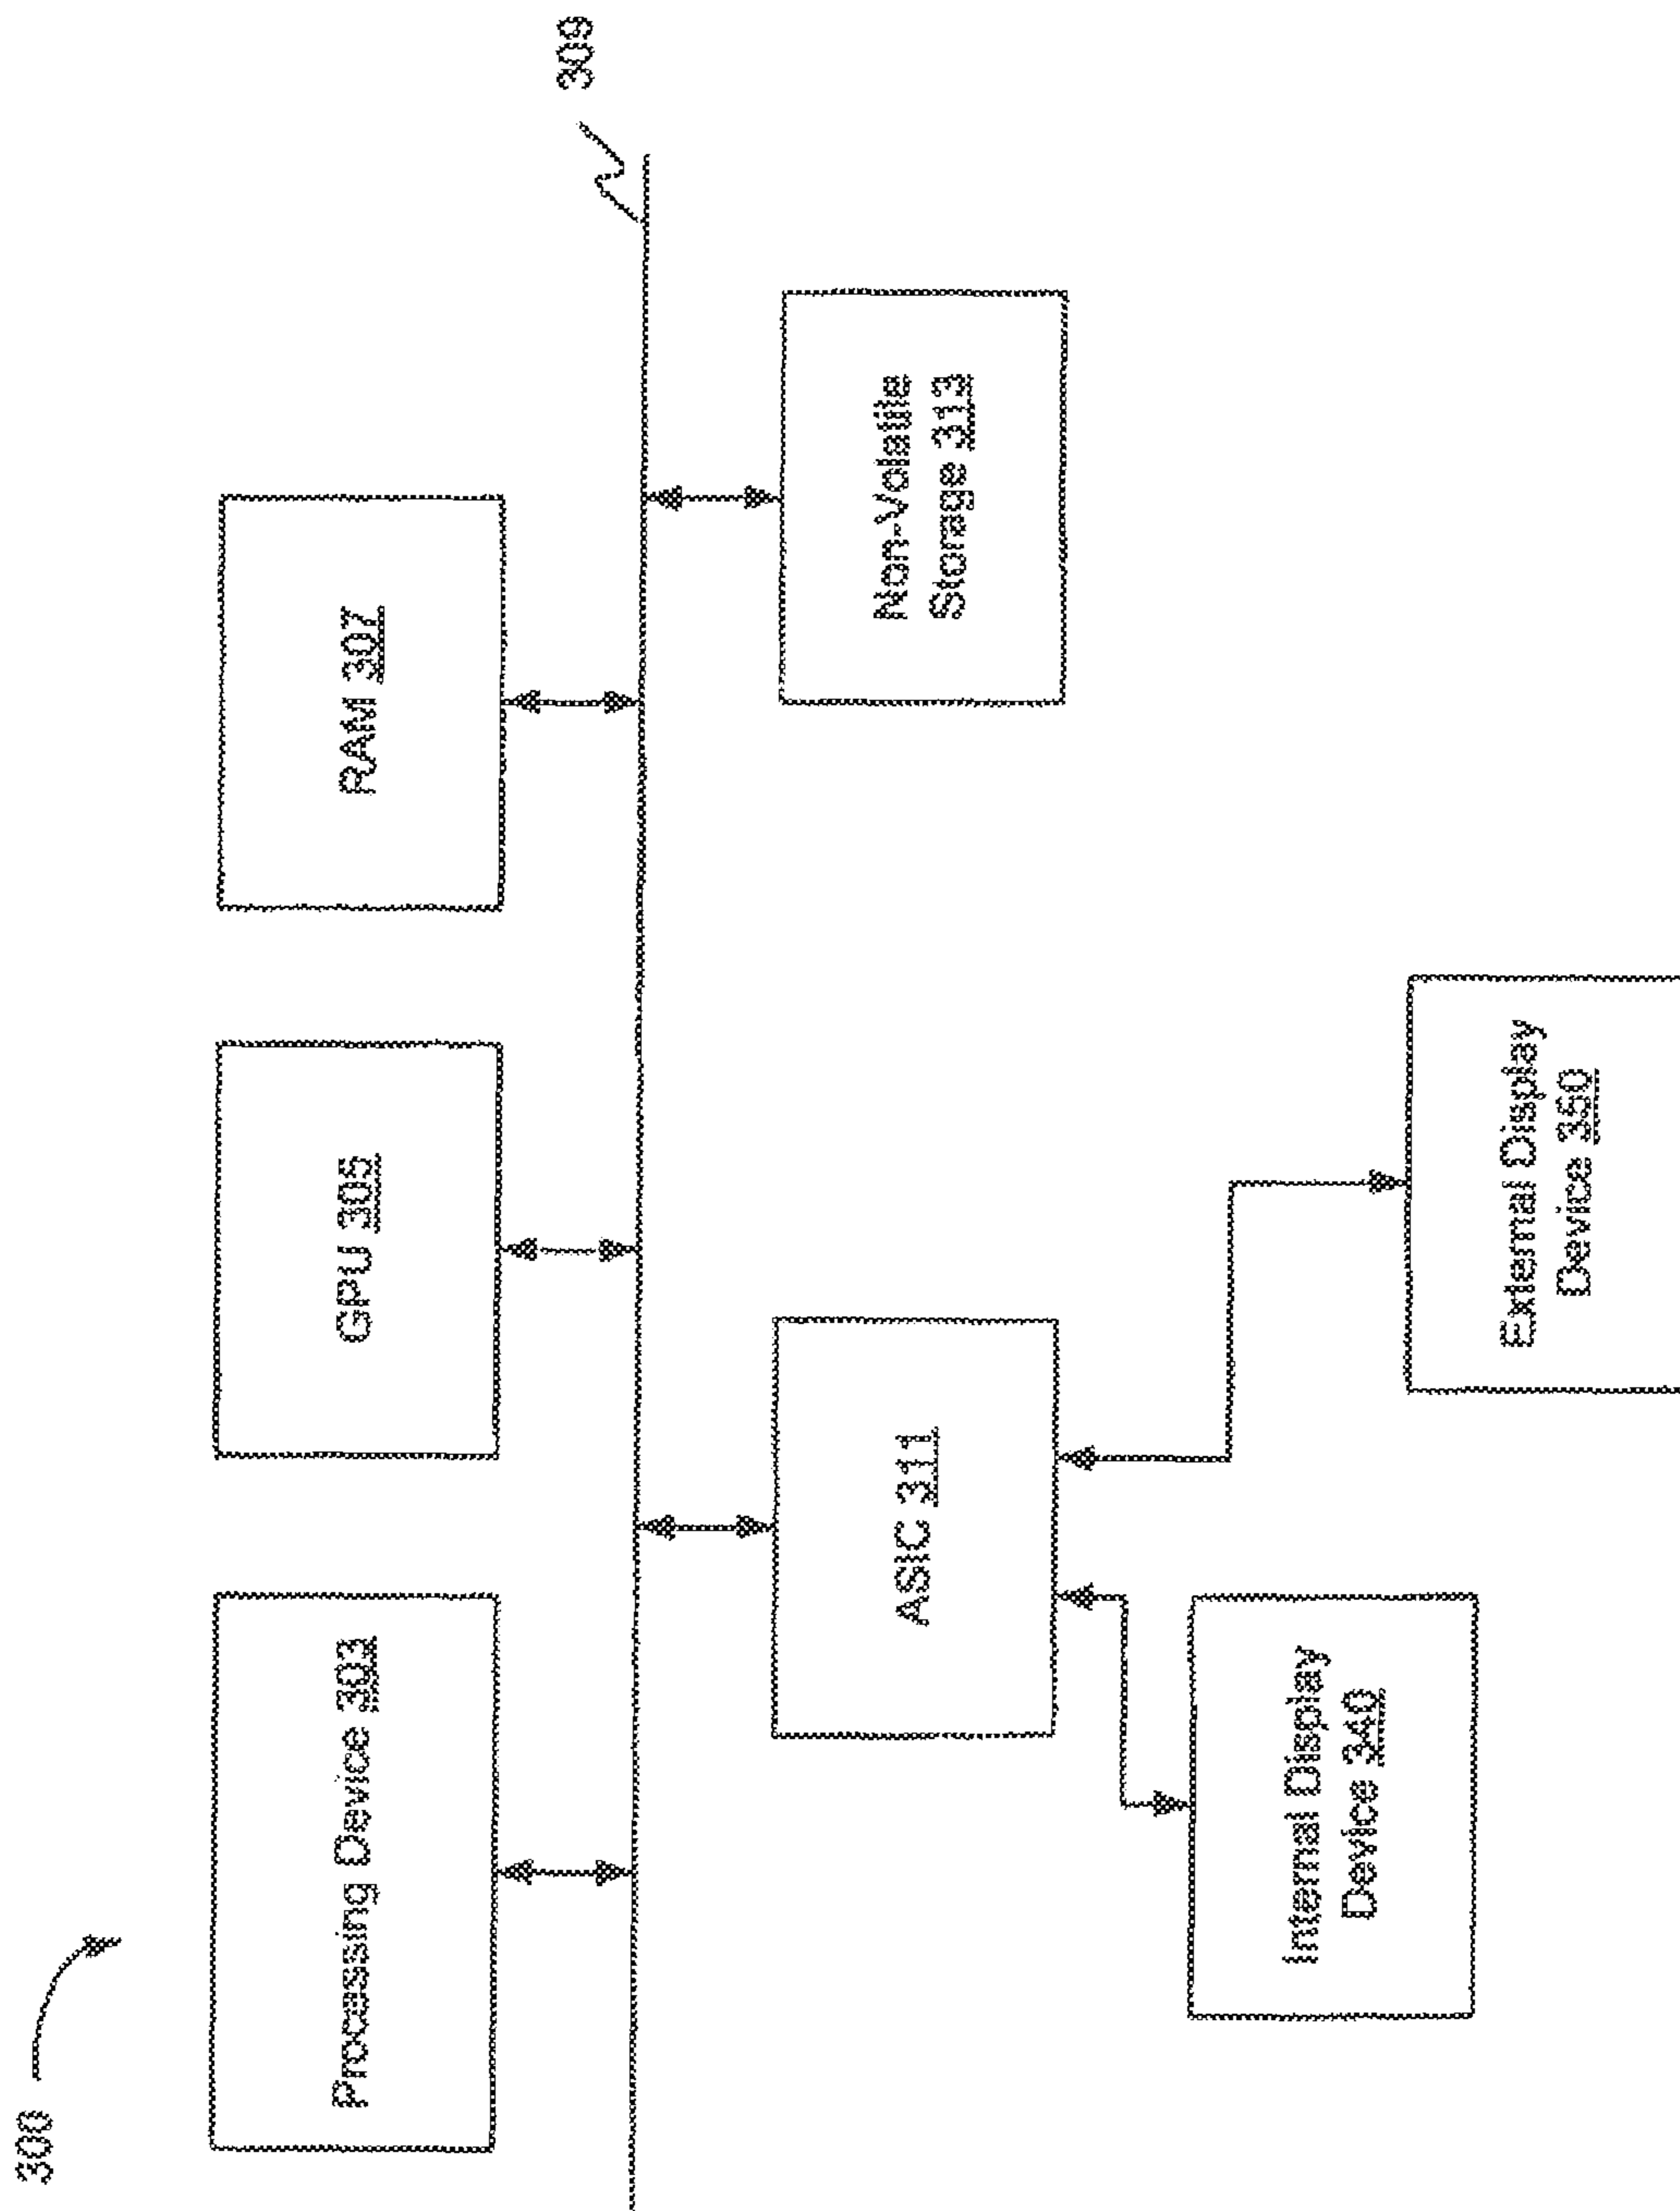 300
Processing Device 303
GPU 305
RAM 307
309
ASIC 311
Non-Volatile
Storage 313
Internal Display
Device 340
External Display
Device 350